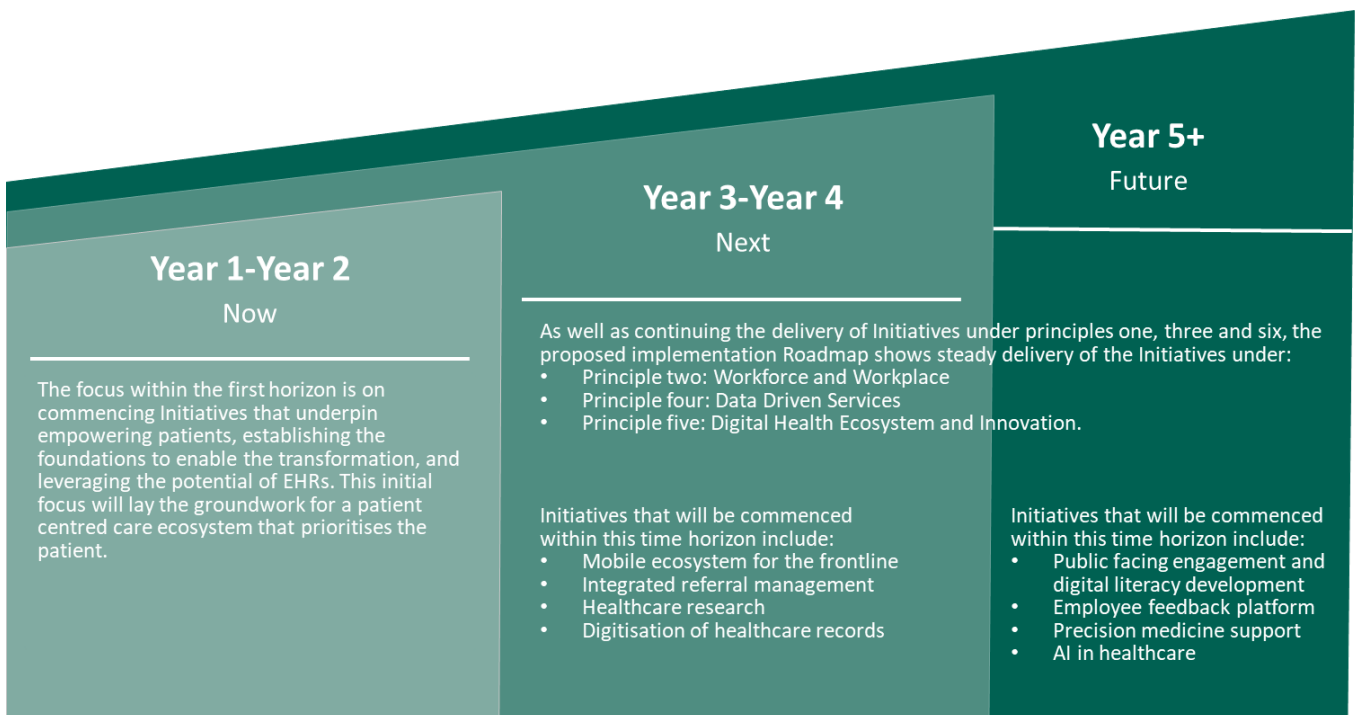 Year 1-Year 2
Now
The focus within the first horizon is on
commencing Initiatives that underpin
empowering patients, establishing the
foundations to enable the transformation, and
leveraging the potential of EHRs. This initial
focus will lay the groundwork for a patient
centred care ecosystem that prioritises the
patient.
Year 3-Year 4
Next
As well as continuing the delivery of Initiatives under principles one, three and six, the
proposed implementation Roadmap shows steady delivery of the Initiatives under:
• Principle two: Workforce and Workplace
• Principle four: Data Driven Services
• Principle five: Digital Health Ecosystem and Innovation.
Initiatives that will be commenced
within this time horizon include:
• Mobile ecosystem for the frontline
• Integrated referral management
• Healthcare research
• Digitisation of healthcare records
Year 5+
Future
Initiatives that will be commenced
within this time horizon include:
• Public facing engagement and
digital literacy development
• Employee feedback platform
• Precision medicine support
• AI in healthcare